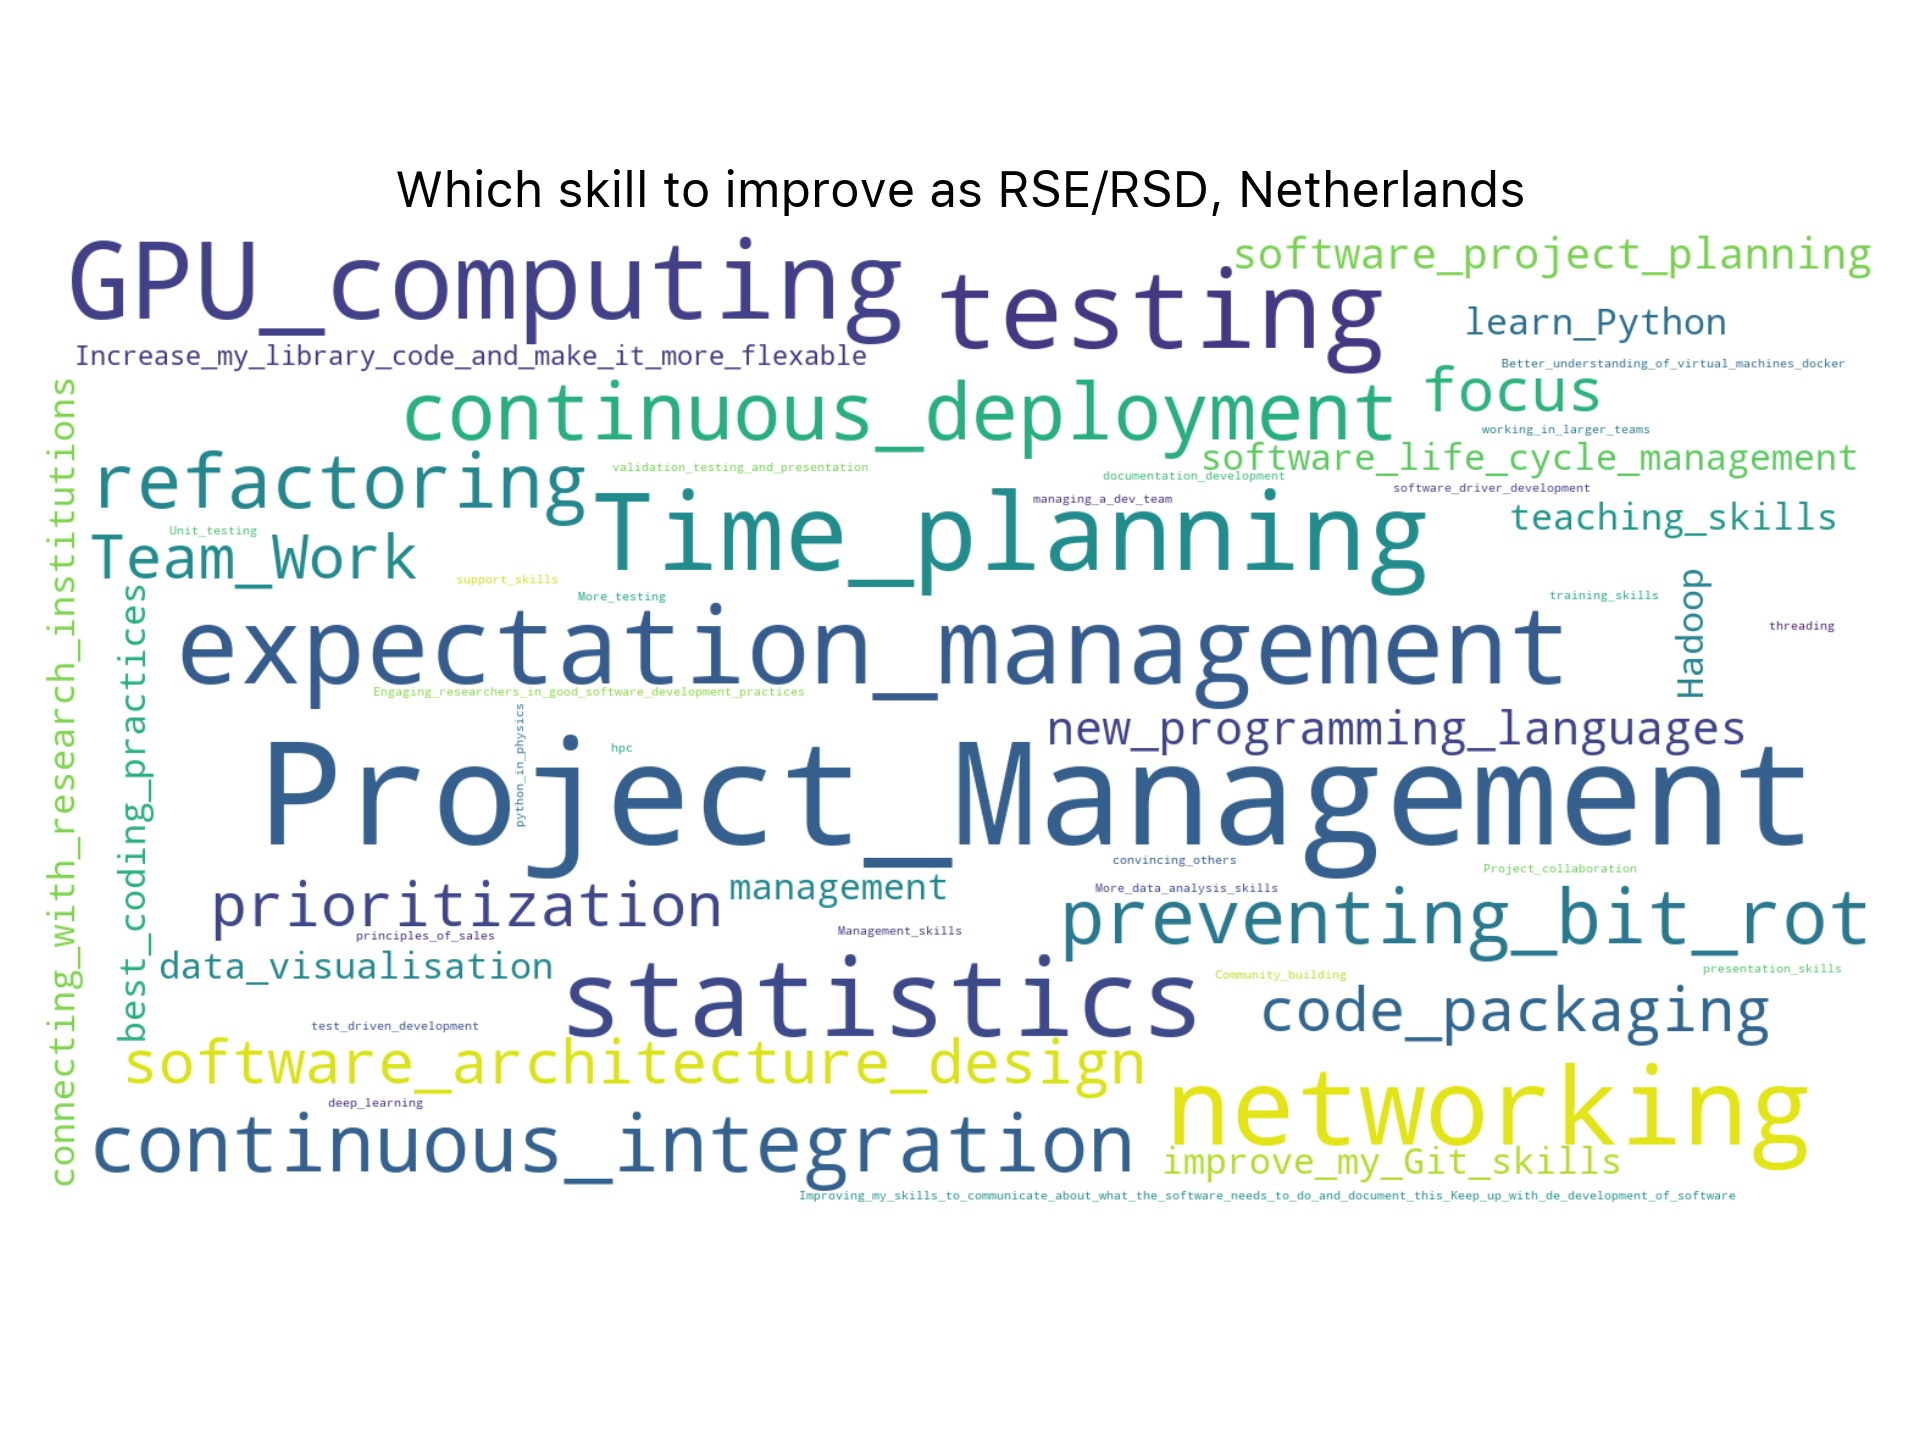 Which skill to improve as RSE/RSD, Netherlands
GPU_computing
testing
software_project_planning
learn_Python
Increase_my_library_code_and_make_it_more_flexable
Better_understanding_of_virtual_machines_docker
continuous_deployment
focus
working_in_larger_teams
software_life_cycle_management
refactoring
validation_testing_and_presentation
documentation_development
software_driver_development
managing_a_dev_team
Time_planning
teaching_skills
Unit_testing
Team_Work
support_skills
More_testing
training_skills
Hadoop
threading
expectation_management
connecting_with_research_institutions
best_coding_practices
Engaging_researchers_in_good_software_development_practices
python_in_physics
hpc
new_programming_languages
Project_Management
convincing_others
Project_collaboration
prioritization
management
More_data_analysis_skills
preventing_bit_rot
principles_of_sales
Management_skills
data_visualisation
statistics
Community_building
presentation_skills
code_packaging
test_driven_development
software_architecture_design
deep_learning
networking
continuous_integration
improve_my_Git_skills
Improving_my_skills_to_communicate_about_what_the_software_needs_to_do_and_document_this_Keep_up_with_de_development_of_software